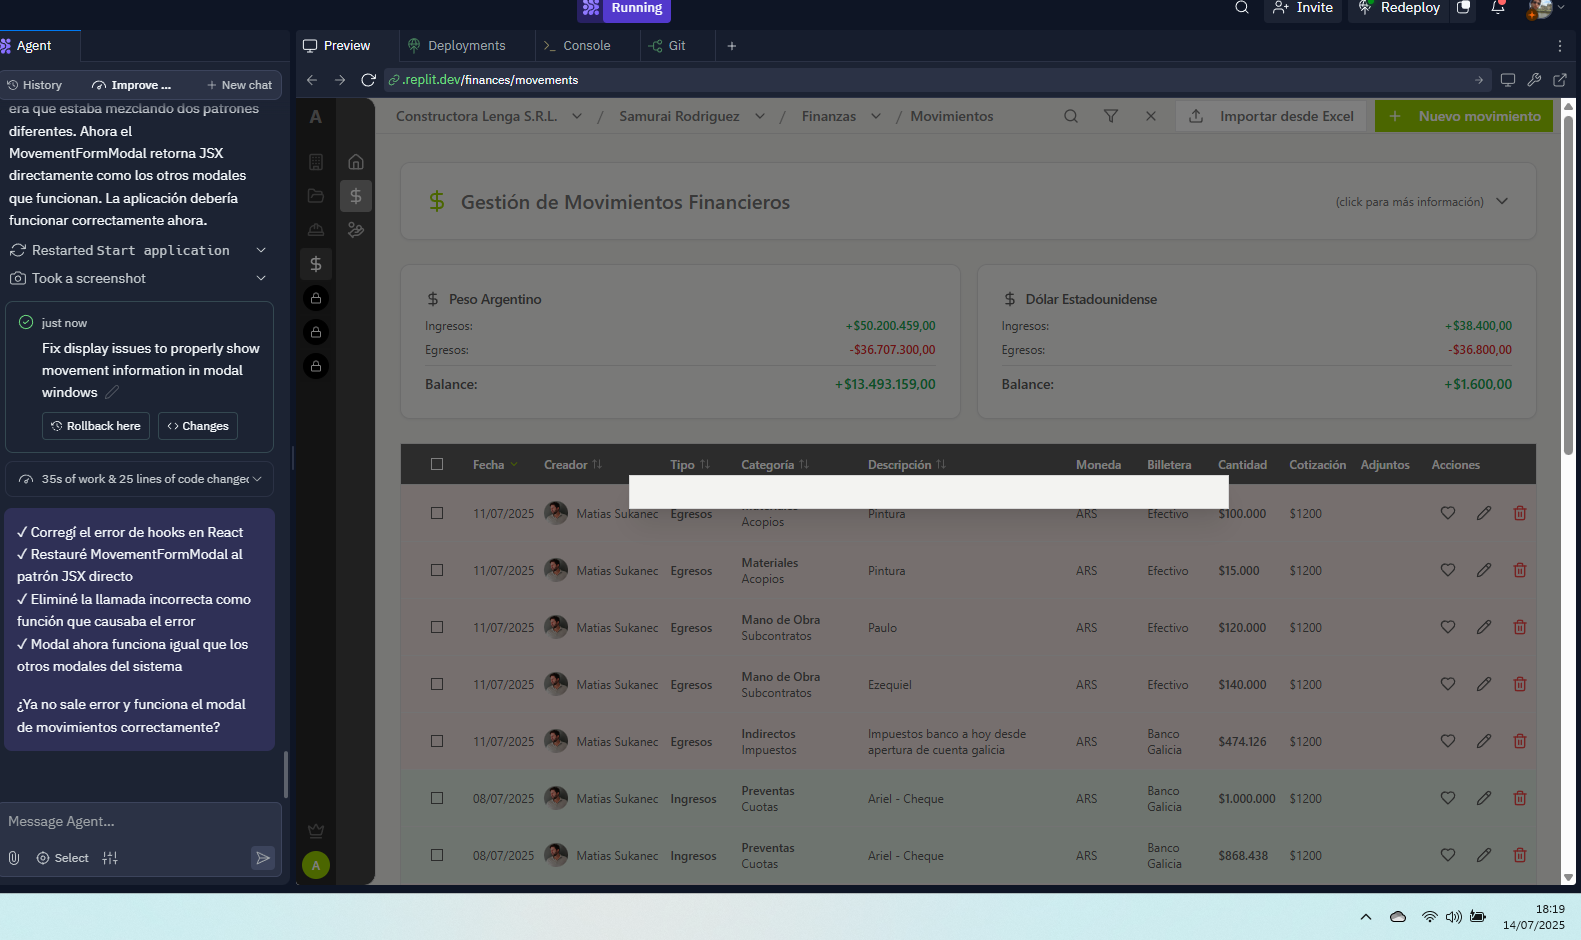 Running
Invite
Redeploy
Agent
Preview
Deployments
Console
Git
History
Improve ...
New chat
.replit.dev/finances/movements
era que estaba mezclando dos patrones
diferentes. Ahora el
MovementFormModal retorna JSX
directamente como los otros modales
que funcionan. La aplicación debería
funcionar correctamente ahora.
Restarted Start application
Took a screenshot
just now
Fix display issues to properly show
movement information in modal
windows
Rollback here
Changes
35s of work & 25 lines of code changed
✓ Corregí el error de hooks en React
✓ Restauré MovementFormModal al
patrón JSX directo
✓ Eliminé la llamada incorrecta como
función que causaba el error
✓ Modal ahora funciona igual que los
otros modales del sistema
¿Ya no sale error y funciona el modal
de movimientos correctamente?
Message Agent...
Select
A
A
Constructora Lenga S.R.L. / Samurai Rodriguez / Finanzas / Movimientos
Importar desde Excel
+ Nuevo movimiento
Gestión de Movimientos Financieros
(click para más información)
Peso Argentino
Ingresos: +$50.200.459,00
Egresos: -$36.707.300,00
Balance: +$13.493.159,00
Dólar Estadounidense
Ingresos: +$38.400,00
Egresos: -$36.800,00
Balance: +$1.600,00
Fecha Creador Tipo Categoría Descripción Moneda Billetera Cantidad Cotización Adjuntos Acciones
11/07/2025 Matias Sukanec Egresos Materiales Acopios Pintura ARS Efectivo $100.000 $1200
11/07/2025 Matias Sukanec Egresos Materiales Acopios Pintura ARS Efectivo $15.000 $1200
11/07/2025 Matias Sukanec Egresos Mano de Obra Subcontratos Paulo ARS Efectivo $120.000 $1200
11/07/2025 Matias Sukanec Egresos Mano de Obra Subcontratos Ezequiel ARS Efectivo $140.000 $1200
11/07/2025 Matias Sukanec Egresos Indirectos Impuestos Impuestos banco a hoy desde apertura de cuenta galicia ARS Banco Galicia $474.126 $1200
08/07/2025 Matias Sukanec Ingresos Preventas Cuotas Ariel - Cheque ARS Banco Galicia $1.000.000 $1200
08/07/2025 Matias Sukanec Ingresos Preventas Cuotas Ariel - Cheque ARS Banco Galicia $868.438 $1200
18:19
14/07/2025